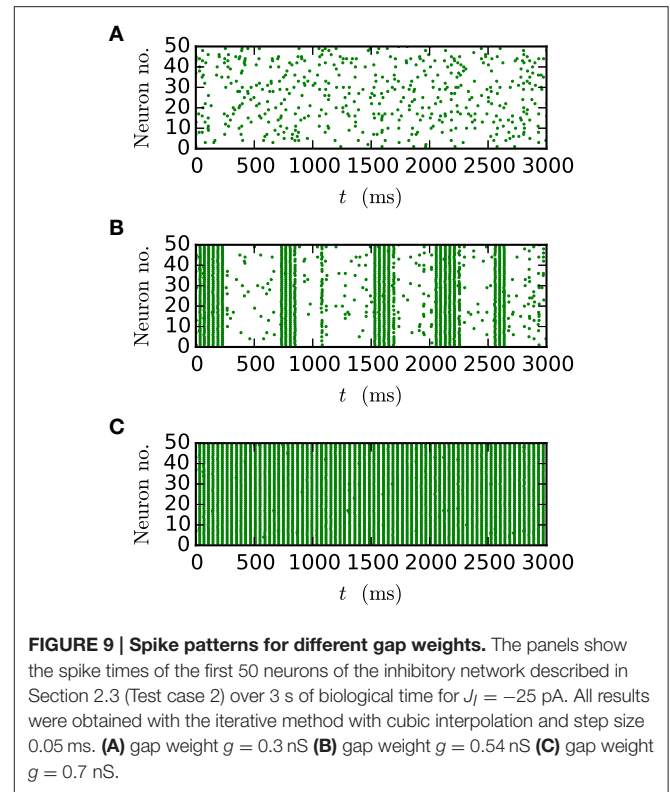 A
Neuron no.
50
40
30
20
10
0
0 500 1000 1500 2000 2500 3000
t (ms)
B
Neuron no.
50
40
30
20
10
0
0 500 1000 1500 2000 2500 3000
t (ms)
C
Neuron no.
50
40
30
20
10
0
0 500 1000 1500 2000 2500 3000
t (ms)
FIGURE 9 | Spike patterns for different gap weights. The panels show
the spike times of the first 50 neurons of the inhibitory network described in
Section 2.3 (Test case 2) over 3 s of biological time for J_I = −25 pA. All results
were obtained with the iterative method with cubic interpolation and step size
0.05 ms. (A) gap weight g = 0.3 nS (B) gap weight g = 0.54 nS (C) gap weight
g = 0.7 nS.